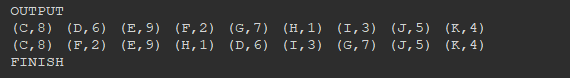 OUTPUT
(C,8) (D,6) (E,9) (F,2) (G,7) (H,1) (I,3) (J,5) (K,4)
(C,8) (F,2) (E,9) (H,1) (D,6) (I,3) (G,7) (J,5) (K,4)
FINISH